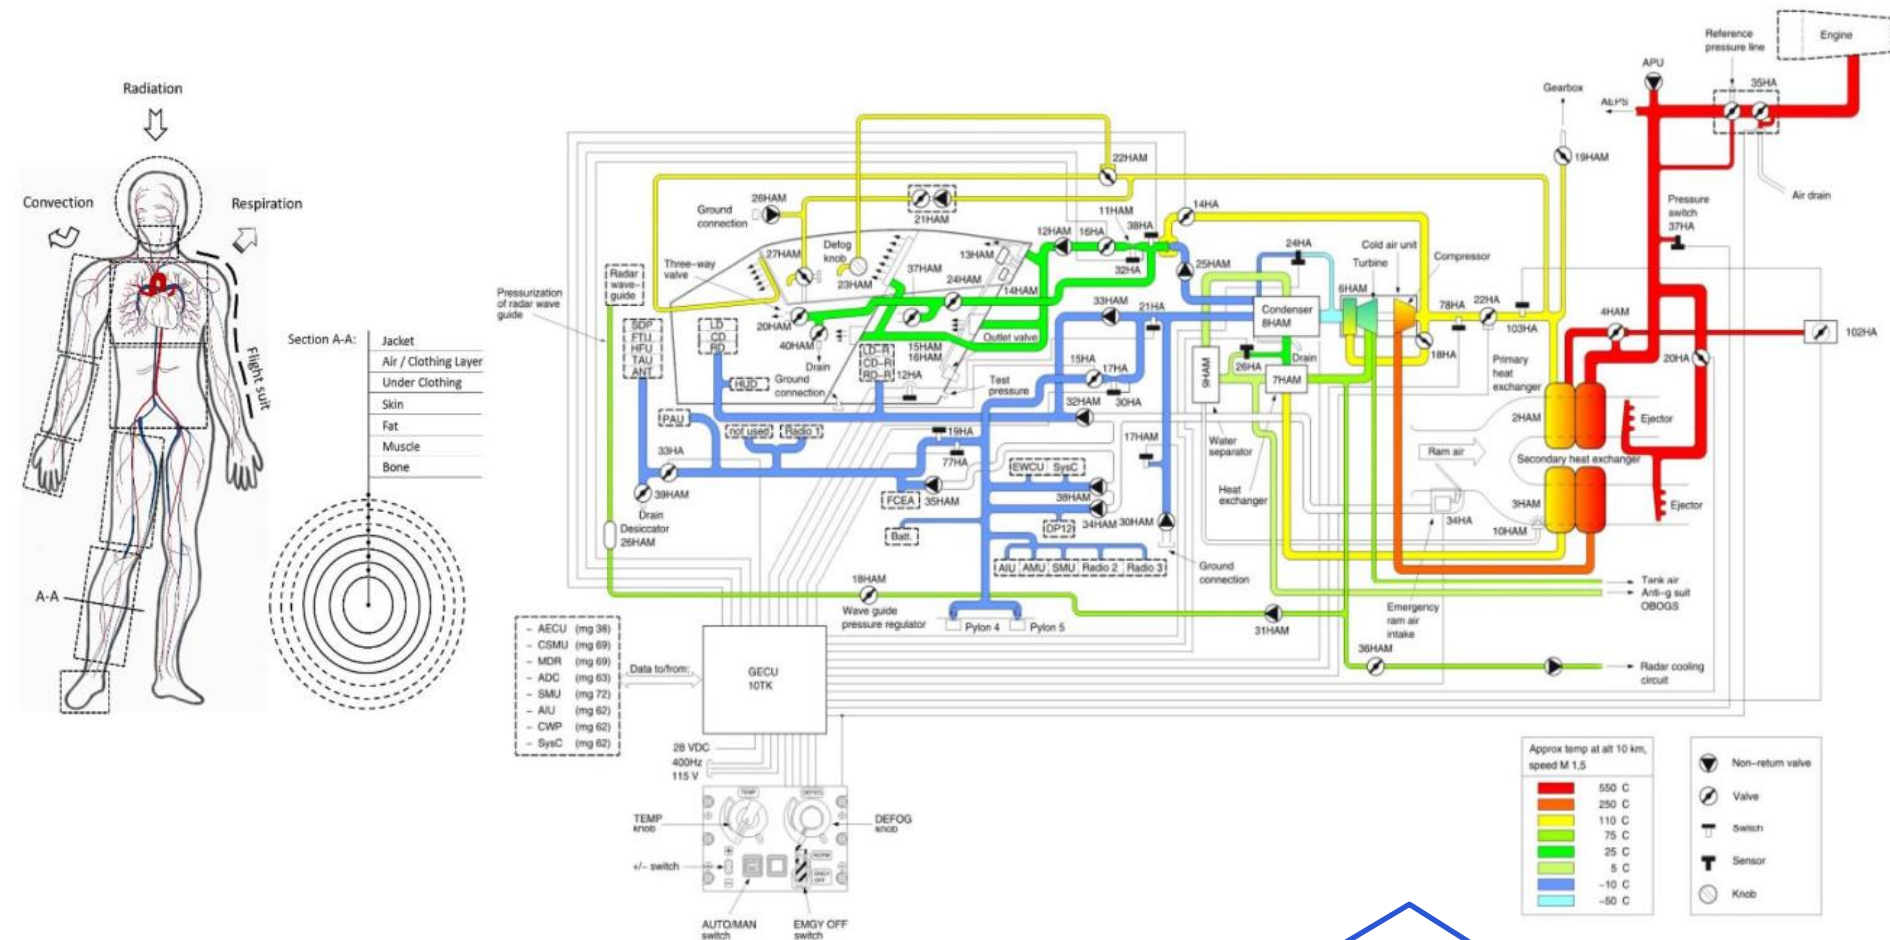 Radiation
Convection
Respiration
Flight suit
A-A
Section A-A:
Jacket
Air / Clothing Layer
Under Clothing
Skin
Fat
Muscle
Bone
Engine
Reference
pressure line
35HA
APU
AEPS
Gearbox
19HAM
Air drain
Pressure
switch
37HA
22HAM
26HAM
Ground
connection
21HAM
11HAM
38HA
14HA
12HAM
16HA
32HA
24HA
Cold air unit
Turbine
Compressor
27HAM
Defog
knob
23HAM
37HAM
24HAM
13HAM
14HAM
25HAM
6HAM
Three-way
valve
Radar
wave-
guide
Pressurization
of radar wave
guide
20HAM
40HAM
Drain
15HAM
16HAM
Outlet valve
33HAM
21HA
Condenser
8HAM
78HA
22HA
103HA
18HA
4HAM
102HA
20HA
SDP
FTU
HFU
TAU
ANT
LD
CD
RD
HUD
LD-R
CD-R
RD-R
12HA
Ground
connection
Test
pressure
15HA
17HA
30HA
32HAM
9HAM
26HA
Drain
7HAM
Primary
heat
exchanger
2HAM
Ejector
PAU
not used
Radio 1
19HA
77HA
33HA
39HAM
Drain
Desiccator
26HAM
FCEA
35HAM
EWCU
SysC
38HAM
34HAM
DP12
30HAM
17HAM
Water
separator
Heat
exchanger
Ram air
Secondary heat exchanger
3HAM
10HAM
34HA
Ejector
Batt.
AIU
AMU
SMU
Radio 2
Radio 3
Ground
connection
Emergency
ram air
intake
Tank air
Anti-g suit
OBOGS
18HAM
Wave guide
pressure regulator
Pylon 4
Pylon 5
31HAM
36HAM
Radar cooling
circuit
- AECU (mg 38)
- CSMU (mg 69)
- MDR (mg 69)
- ADC (mg 63)
- SMU (mg 72)
- AIU (mg 62)
- CWP (mg 62)
- SysC (mg 62)
Data to/from:
GECU
10TK
28 VDC
400Hz
115 V
TEMP
DEFOG
TEMP
knob
DEFOG
knob
+/- switch
NORM
EMGY
OFF
AUTO/MAN
switch
EMGY OFF
switch
Approx temp at alt 10 km,
speed M 1,5
550 C
250 C
110 C
75 C
25 C
5 C
-10 C
-50 C
Non-return valve
Valve
Switch
Sensor
Knob